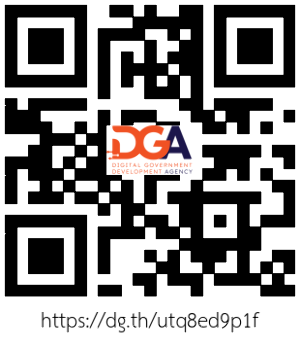 DGA
DIGITAL GOVERNMENT
DEVELOPMENT AGENCY
https://dg.th/utq8ed9p1f